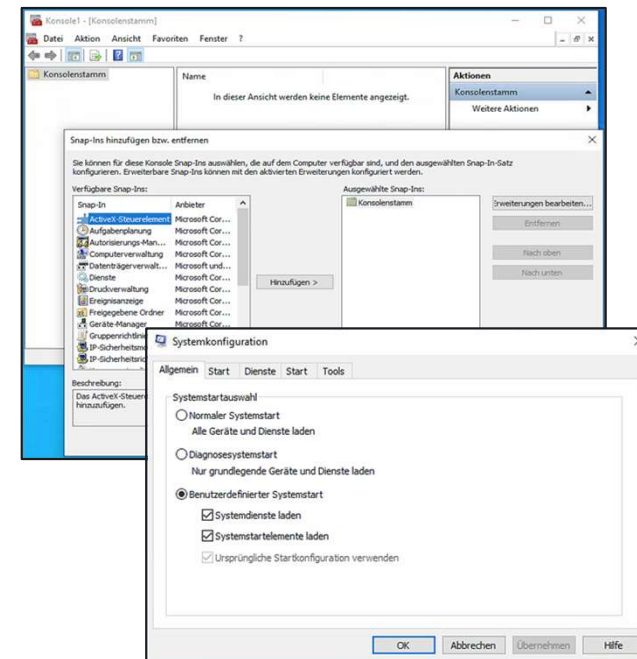 Konsole1 - [Konsolenstamm]
Datei Aktion Ansicht Favoriten Fenster ?
Konsolenstamm
Name
In dieser Ansicht werden keine Elemente angezeigt.
Aktionen
Konsolenstamm
Weitere Aktionen
Snap-Ins hinzufügen bzw. entfernen
Sie können für diese Konsole Snap-Ins auswählen, die auf dem Computer verfügbar sind, und den ausgewählten Snap-In-Satz
konfigurieren. Erweiterbare Snap-Ins können mit den aktivierten Erweiterungen konfiguriert werden.
Verfügbare Snap-Ins:
Snap-In Anbieter
ActiveX-Steuerelement Microsoft Cor...
Aufgabenplanung Microsoft Cor...
Autorisierungs-Man... Microsoft Cor...
Computerverwaltung Microsoft Cor...
Datenträgerverwalt... Microsoft und...
Dienste Microsoft Cor...
Druckverwaltung Microsoft Cor...
Ereignisanzeige Microsoft Cor...
Freigegebene Ordner Microsoft Cor...
Geräte-Manager Microsoft Cor...
Gruppenrichtlinie
IP-Sicherheitsmo
IP-Sicherheitsric
Hinzufügen >
Ausgewählte Snap-Ins:
Konsolenstamm
Erweiterungen bearbeiten...
Entfernen
Nach oben
Nach unten
Beschreibung:
Das ActiveX-Steuere
hinzuzufügen.
Systemkonfiguration
Allgemein Start Dienste Start Tools
Systemstartauswahl
Normaler Systemstart
Alle Geräte und Dienste laden
Diagnosesystemstart
Nur grundlegende Geräte und Dienste laden
Benutzerdefinierter Systemstart
Systemdienste laden
Systemstartelemente laden
Ursprüngliche Startkonfiguration verwenden
OK Abbrechen Übernehmen Hilfe